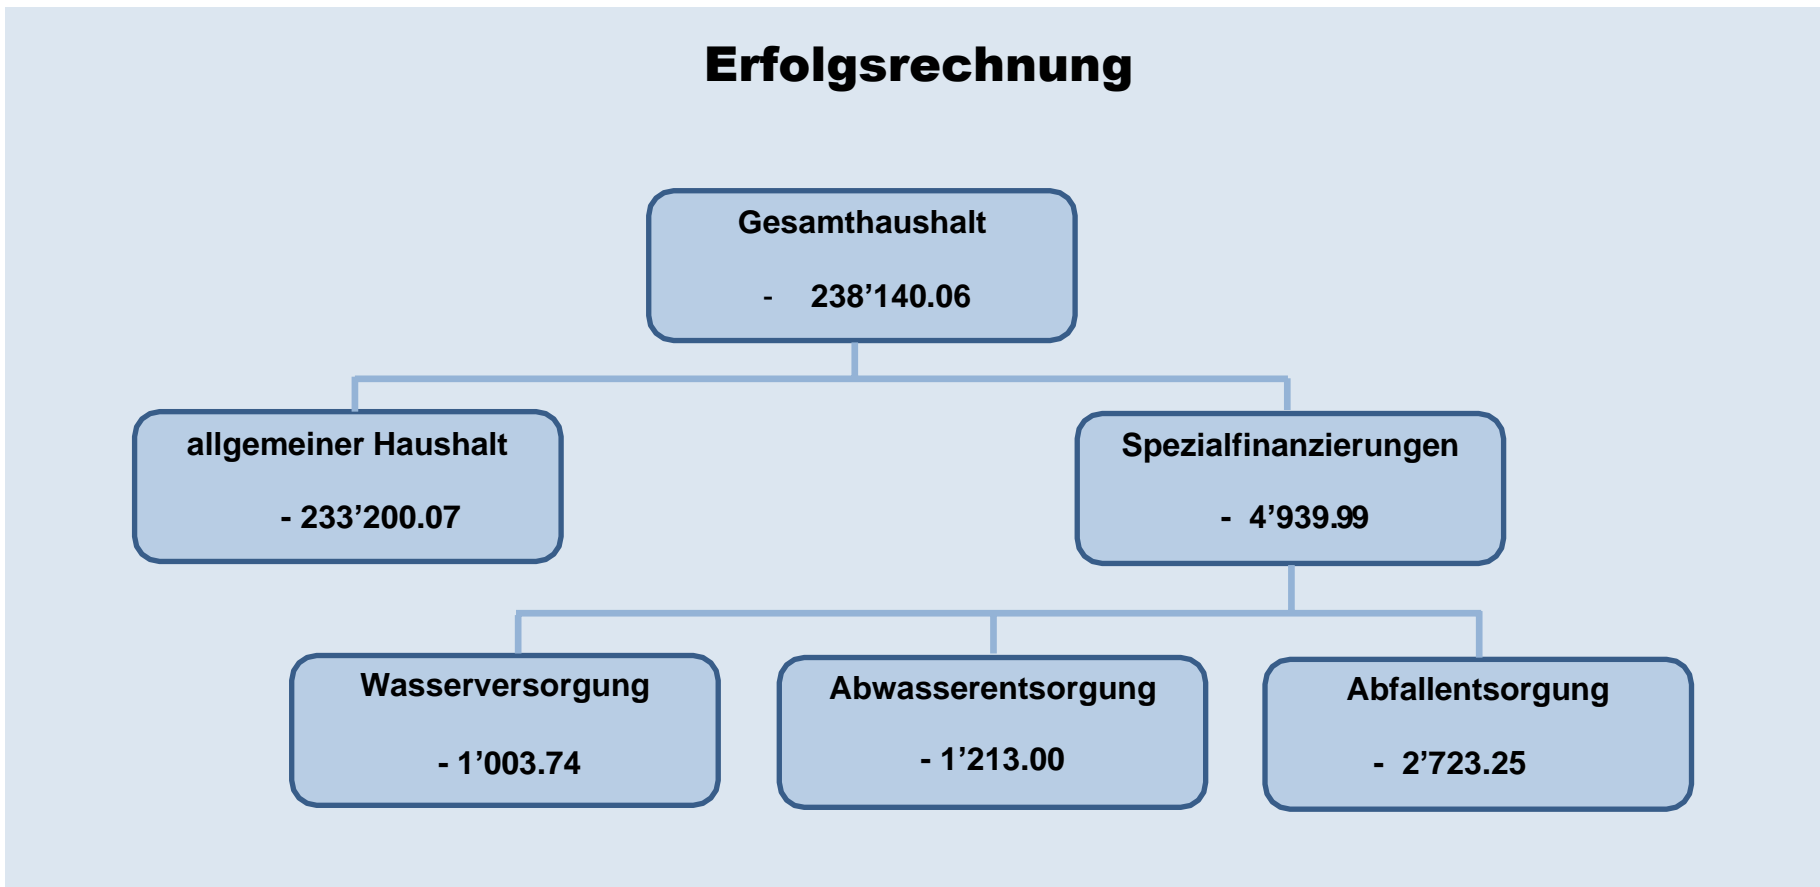 Erfolgsrechnung
Gesamthaushalt
- 238’140.06
allgemeiner Haushalt
- 233’200.07
Spezialfinanzierungen
- 4’939.99
Wasserversorgung
- 1’003.74
Abwasserentsorgung
- 1’213.00
Abfallentsorgung
- 2’723.25